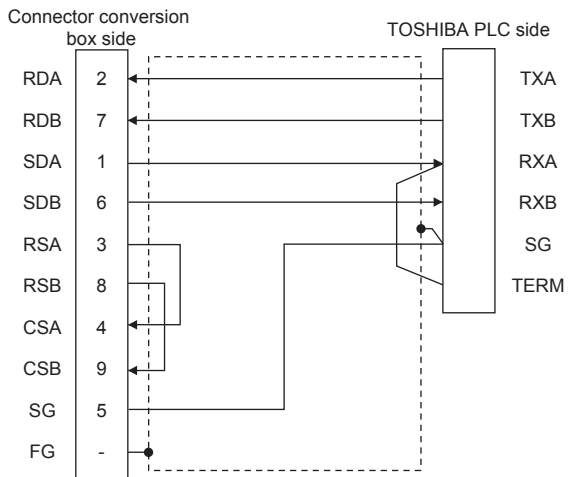 Connector conversion
box side
TOSHIBA PLC side
RDA 2 TXA
RDB 7 TXB
SDA 1 RXA
SDB 6 RXB
RSA 3 SG
RSB 8 TERM
CSA 4
CSB 9
SG 5
FG -